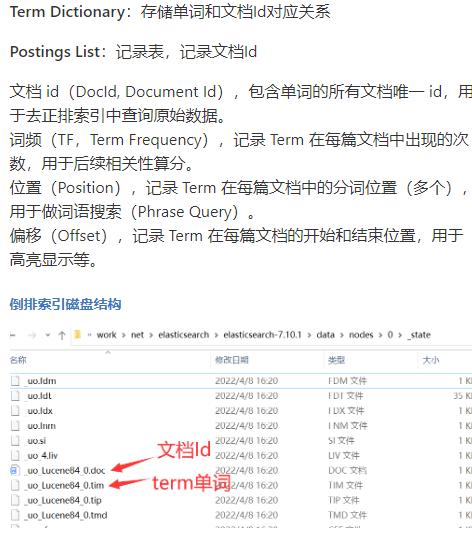 Term Dictionary：存储单词和文档Id对应关系
Postings List：记录表，记录文档Id
文档 id（DocId, Document Id），包含单词的所有文档唯一 id，用
于去正排索引中查询原始数据。
词频（TF，Term Frequency），记录 Term 在每篇文档中出现的次
数，用于后续相关性算分。
位置（Position），记录 Term 在每篇文档中的分词位置（多个），
用于做词语搜索（Phrase Query）。
偏移（Offset），记录 Term 在每篇文档的开始和结束位置，用于
高亮显示等。
倒排索引磁盘结构
« work › net › elasticsearch › elasticsearch-7.10.1 › data › nodes › 0 › _state
名称 修改日期 类型 大小
_uo.fdm 2022/4/8 16:20 FDM 文件 1 K
_uo.fdt 2022/4/8 16:20 FDT 文件 35 K
_uo.fdx 2022/4/8 16:20 FDX 文件 1 K
_uo.fnm 2022/4/8 16:20 FNM 文件 1 K
_uo.si 2022/4/8 16:20 SI 文件 1 K
_uo_4.liv 2022/4/8 16:20 LIV 文件 1 K
文档Id
_uo_Lucene84_0.doc 2022/4/8 16:20 DOC 文档 1 K
_uo_Lucene84_0.tim 2022/4/8 16:20 TIM 文件 1 K
term单词
_uo_Lucene84_0.tip 2022/4/8 16:20 TIP 文件 1 K
_uo_Lucene84_0.tmd 2022/4/8 16:20 TMD 文件 1 K